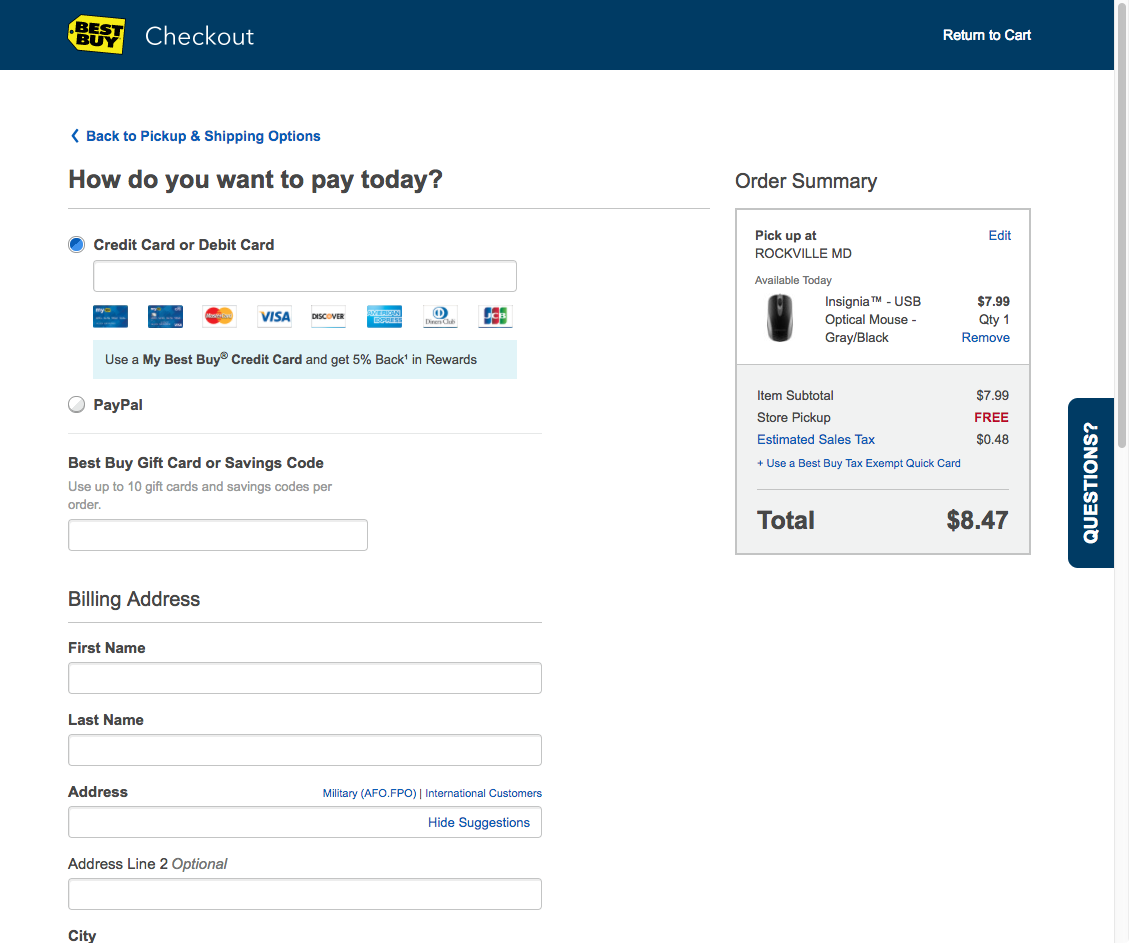 BEST
BUY
Checkout
Return to Cart
Back to Pickup & Shipping Options
How do you want to pay today?
Credit Card or Debit Card
my
my
MasterCard
VISA
DISCOVER
AMERICAN
EXPRESS
Diners Club
JCB
Use a My Best Buy® Credit Card and get 5% Back¹ in Rewards
PayPal
Best Buy Gift Card or Savings Code
Use up to 10 gift cards and savings codes per
order.
Billing Address
First Name
Last Name
Address
Military (AFO.FPO) | International Customers
Hide Suggestions
Address Line 2 Optional
City
Order Summary
Pick up at
Edit
ROCKVILLE MD
Available Today
Insignia™ - USB
$7.99
Optical Mouse -
Qty 1
Gray/Black
Remove
Item Subtotal
$7.99
Store Pickup
FREE
Estimated Sales Tax
$0.48
+ Use a Best Buy Tax Exempt Quick Card
Total
$8.47
QUESTIONS?